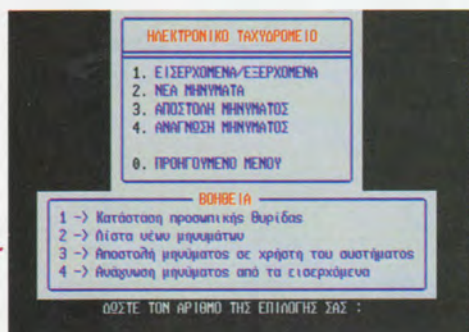 ΗΛΕΚΤΡΟΝΙΚΟ ΤΑΧΥΔΡΟΜΕΙΟ
1. ΕΙΣΕΡΧΟΜΕΝΑ/ΕΞΕΡΧΟΜΕΝΑ
2. ΝΕΑ ΜΗΝΥΜΑΤΑ
3. ΑΠΟΣΤΟΛΗ ΜΗΝΥΜΑΤΟΣ
4. ΑΝΑΓΝΩΣΗ ΜΗΝΥΜΑΤΟΣ
0. ΠΡΟΗΓΟΥΜΕΝΟ ΜΕΝΟΥ
ΒΟΗΘΕΙΑ
1 -> Κατάσταση προσωπικής θυρίδας
2 -> Λίστα νέων μηνυμάτων
3 -> Αποστολή μηνύματος σε χρήστη του συστήματος
4 -> Ανάγνωση μηνύματος από τα εισερχόμενα
ΔΩΣΤΕ ΤΟΝ ΑΡΙΘΜΟ ΤΗΣ ΕΠΙΛΟΓΗΣ ΣΑΣ :